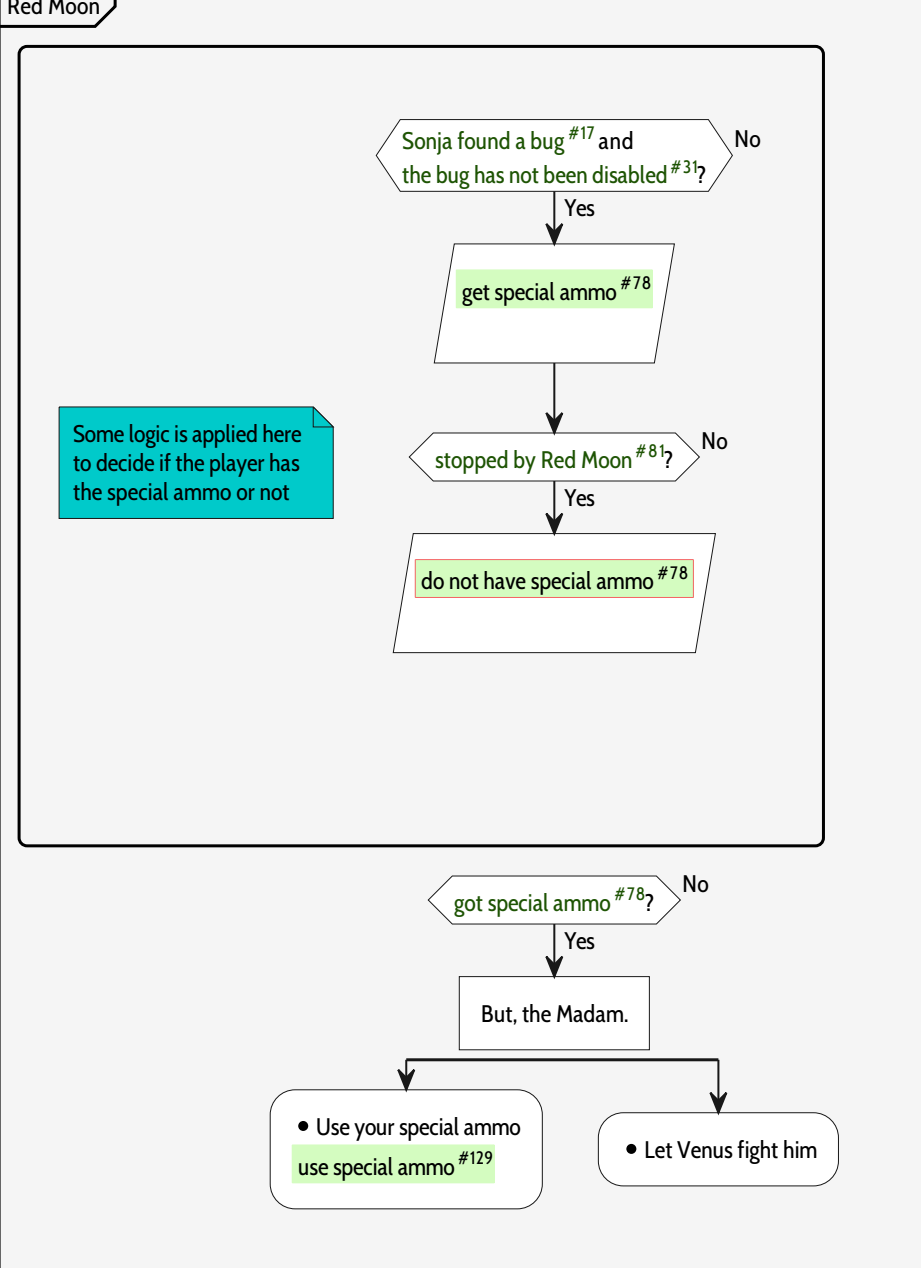 Red Moon
Sonja found a bug #17 and
the bug has not been disabled #31?
No
Yes
get special ammo #78
Some logic is applied here
to decide if the player has
the special ammo or not
stopped by Red Moon #81?
No
Yes
do not have special ammo #78
got special ammo #78?
No
Yes
But, the Madam.
• Use your special ammo
use special ammo #129
• Let Venus fight him